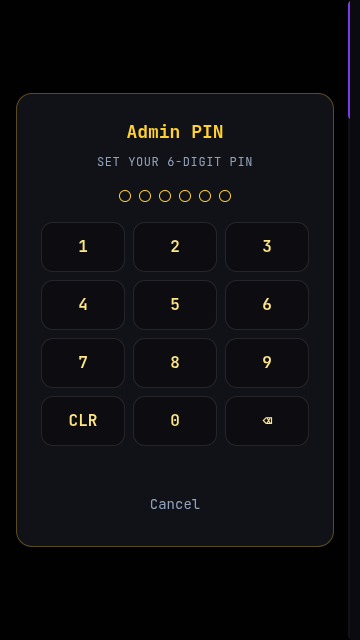 Admin PIN
SET YOUR 6-DIGIT PIN
1 2 3
4 5 6
7 8 9
CLR 0 ⌫
Cancel